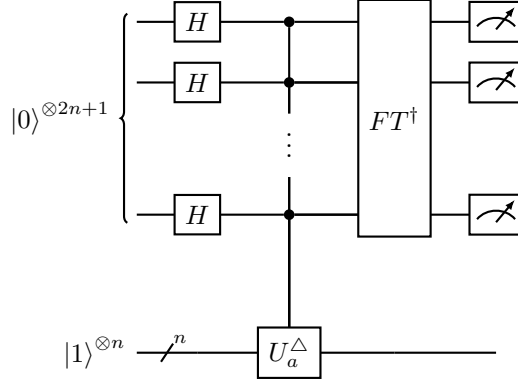 H
H
|0⟩^{⊗2n+1} ⋮ FT^†
H
|1⟩^{⊗n} n U_a^△